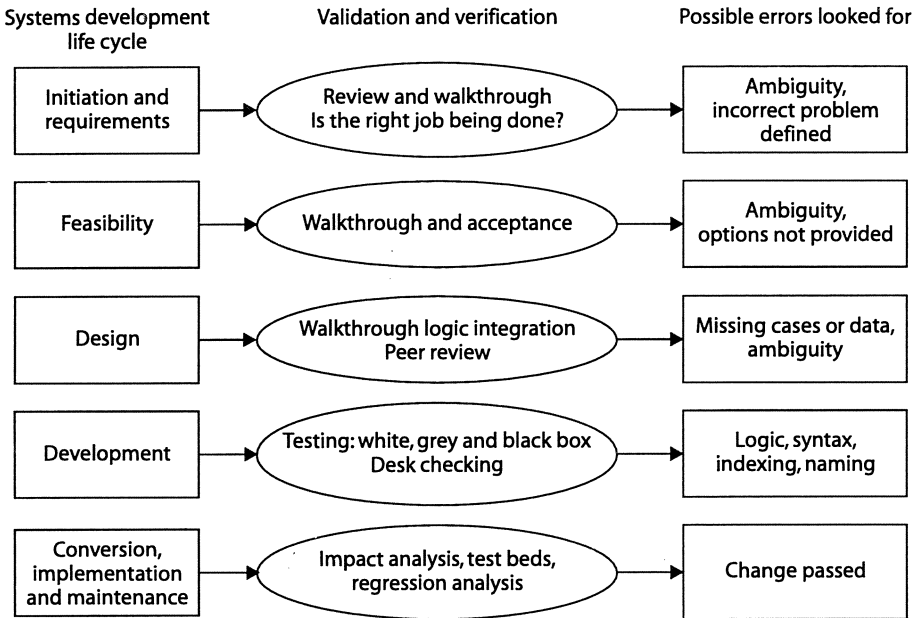 Systems development
life cycle
Validation and verification
Possible errors looked for
Initiation and
requirements
Review and walkthrough
Is the right job being done?
Ambiguity,
incorrect problem
defined
Feasibility
Walkthrough and acceptance
Ambiguity,
options not provided
Design
Walkthrough logic integration
Peer review
Missing cases or data,
ambiguity
Development
Testing: white, grey and black box
Desk checking
Logic, syntax,
indexing, naming
Conversion,
implementation
and maintenance
Impact analysis, test beds,
regression analysis
Change passed